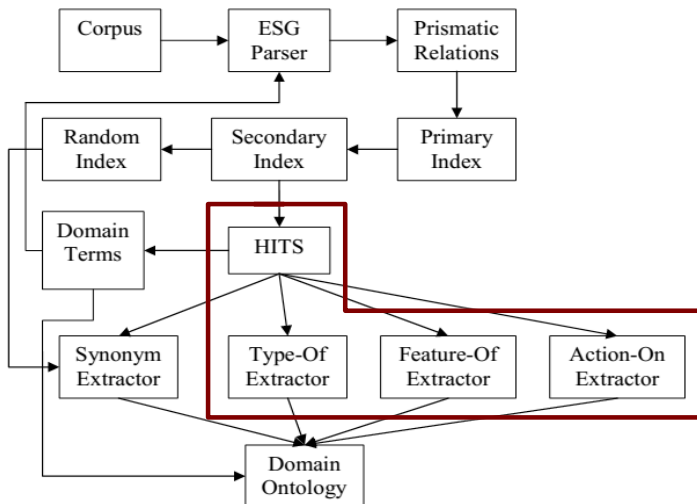 Corpus
ESG
Parser
Prismatic
Relations
Random
Index
Secondary
Index
Primary
Index
Domain
Terms
HITS
Synonym
Extractor
Type-Of
Extractor
Feature-Of
Extractor
Action-On
Extractor
Domain
Ontology